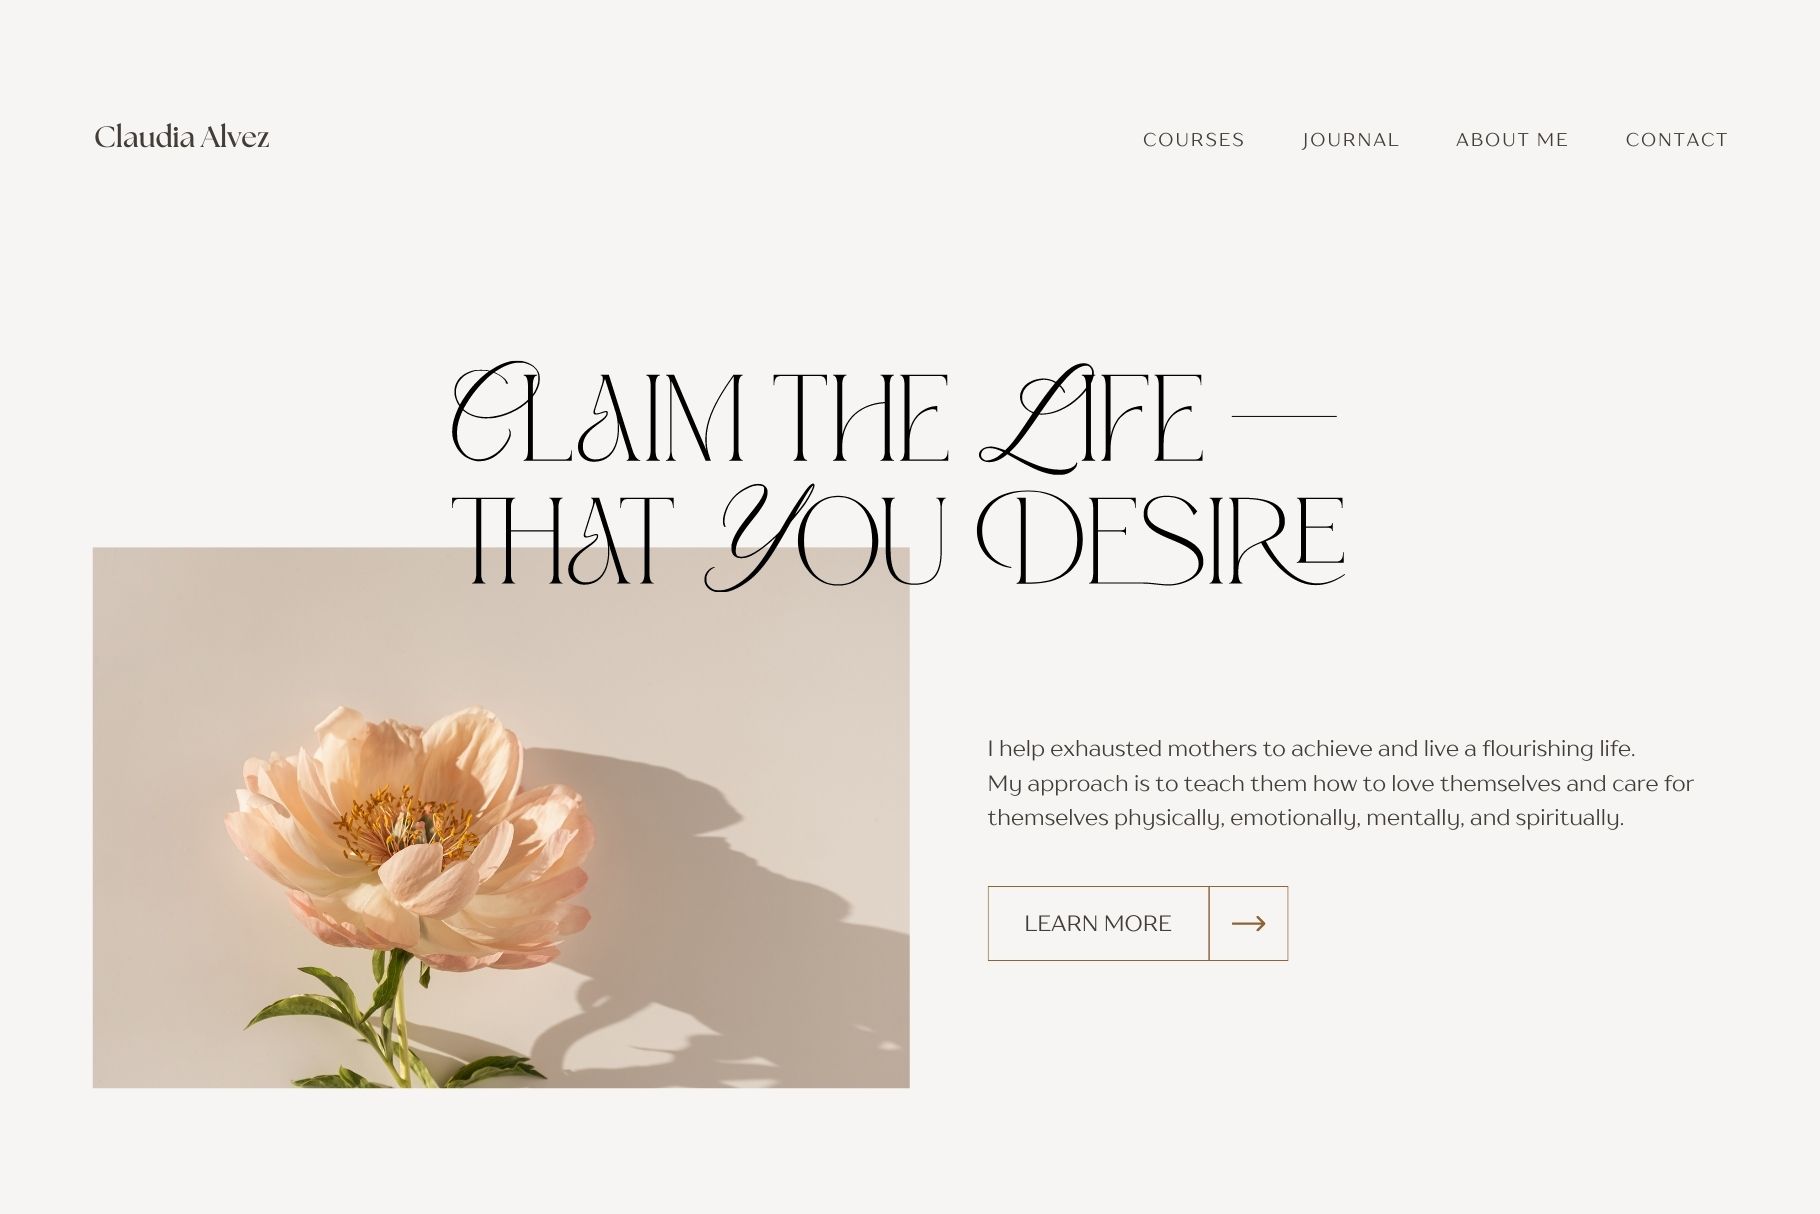 Claudia Alvez
COURSES JOURNAL ABOUT ME CONTACT
CLAIM THE LIFE —
THAT YOU DESIRE
I help exhausted mothers to achieve and live a flourishing life.
My approach is to teach them how to love themselves and care for
themselves physically, emotionally, mentally, and spiritually.
LEARN MORE →